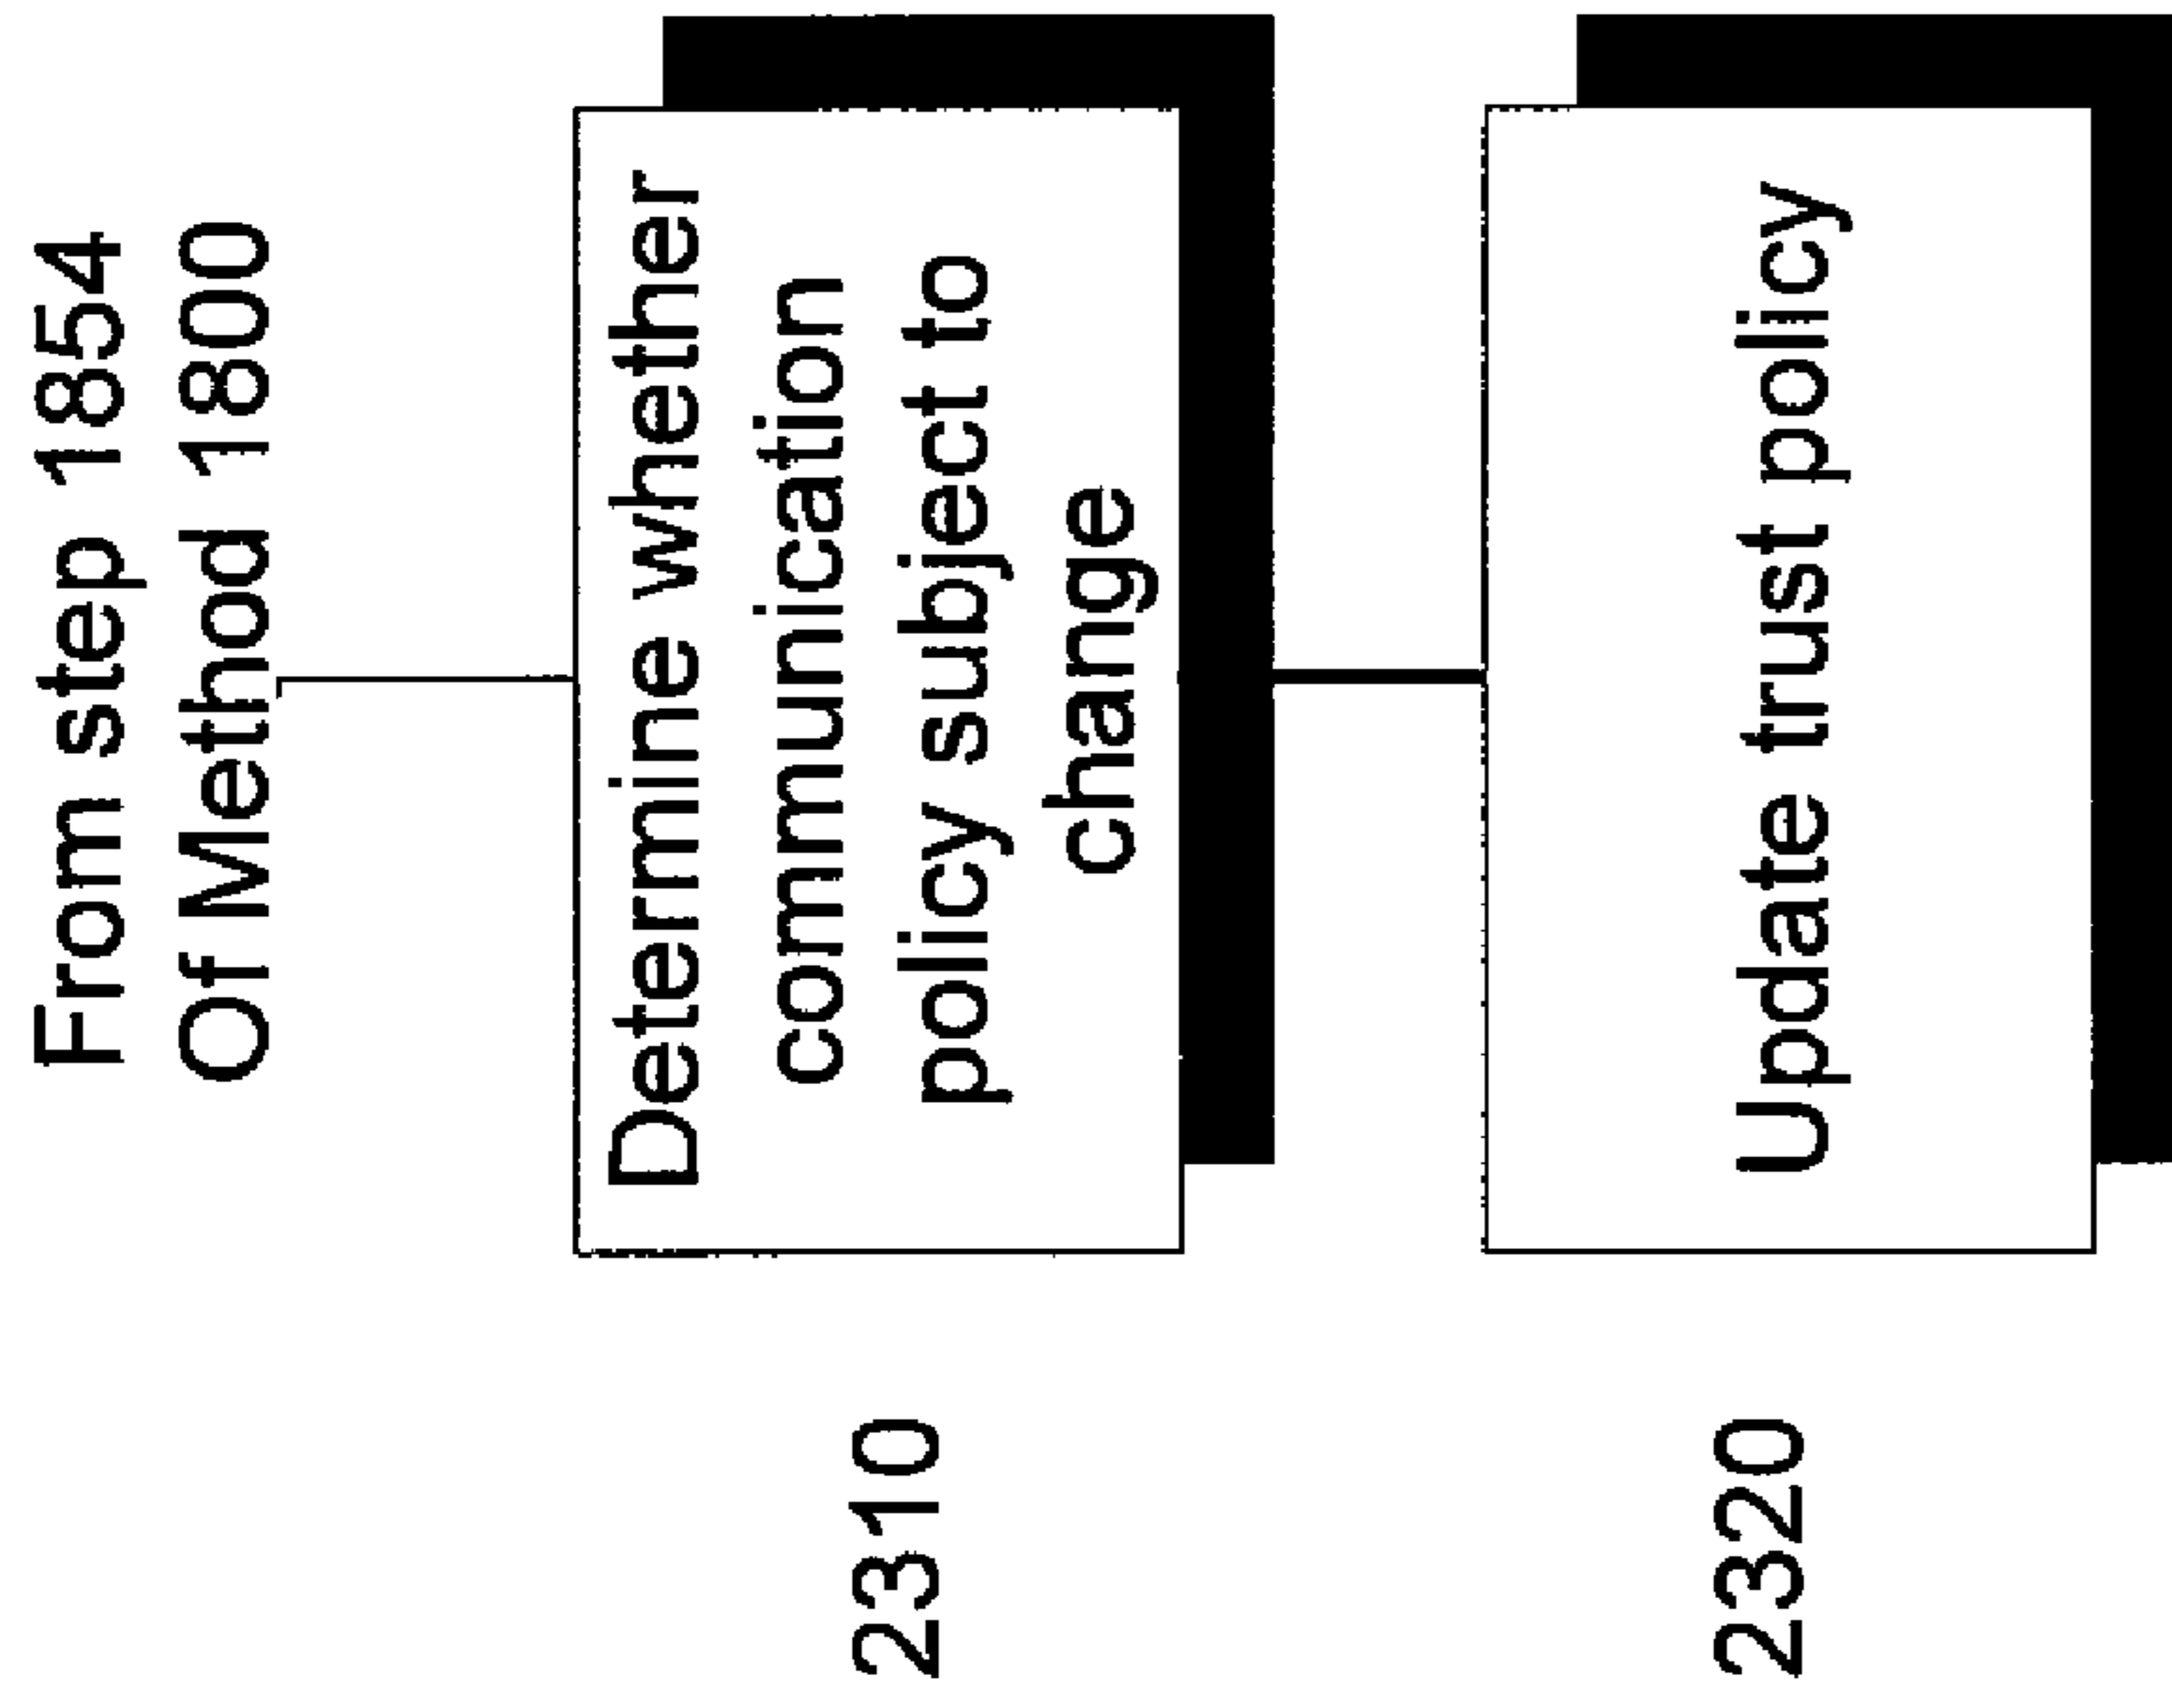 From step 1854
Of Method 1800
Determine whether
communication
policy subject to
change
2310
Update trust policy
2320